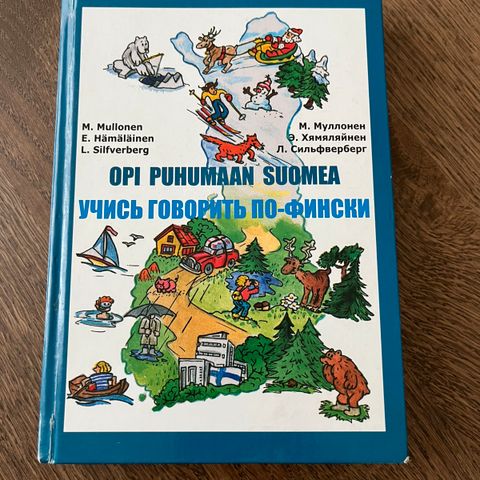 M. Mullonen
E. Hämäläinen
L. Silfverberg
М. Муллонен
Э. Хямяляйнен
Л. Сильфверберг
OPI PUHUMAAN SUOMEA
УЧИСЬ ГОВОРИТЬ ПО-ФИНСКИ